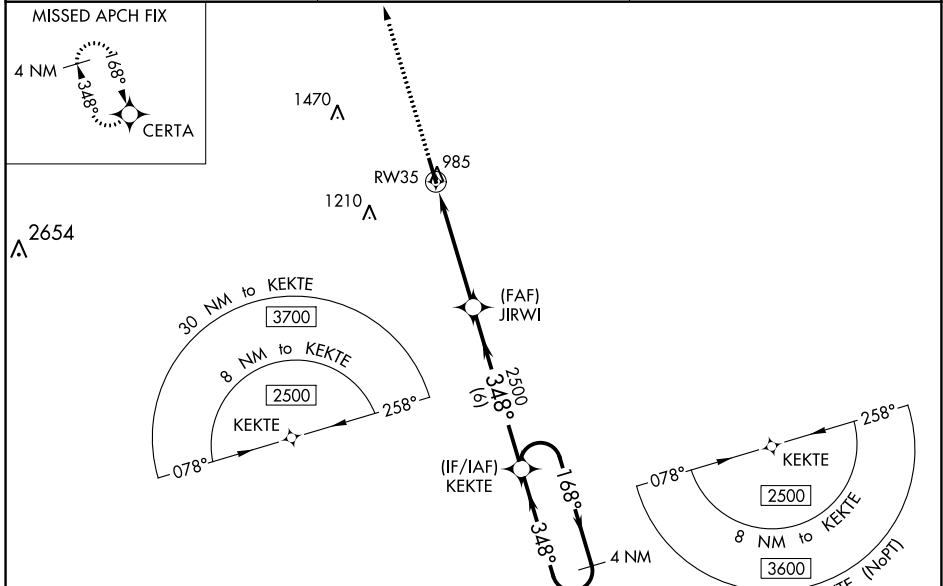 MISSED APCH FIX
4 NM
168°
348°
CERTA
1470
985
RW35
1210
2654
(FAF)
JIRWI
30 NM to KEKTE
3700
8 NM to KEKTE
2500
KEKTE
258°
078°
2500
348°
(6)
(IF/IAF)
KEKTE
168°
348°
4 NM
258°
078°
KEKTE
2500
8 NM to KEKTE
3600
(NoPT)